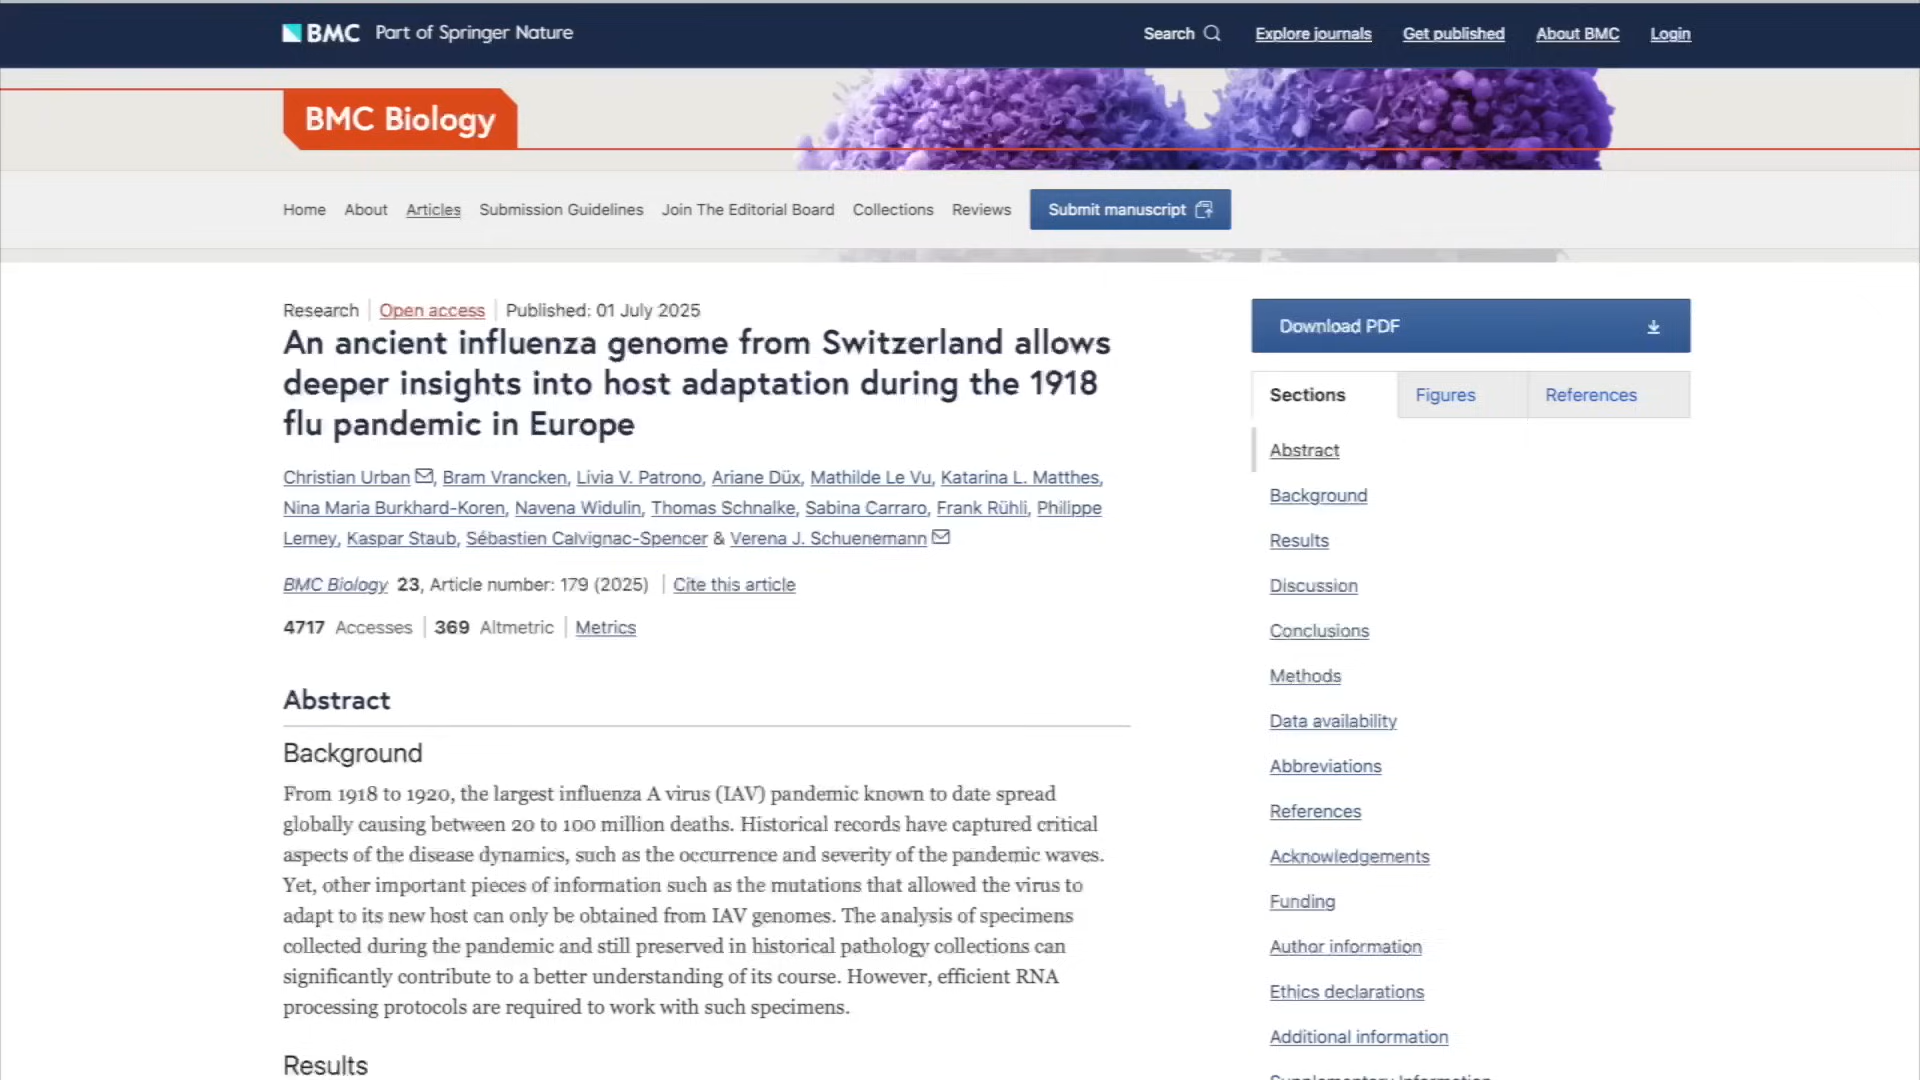 BMC Part of Springer Nature
Search Explore journals Get published About BMC Login
BMC Biology
Home About Articles Submission Guidelines Join The Editorial Board Collections Reviews Submit manuscript
Research Open access Published: 01 July 2025
An ancient influenza genome from Switzerland allows
deeper insights into host adaptation during the 1918
flu pandemic in Europe
Christian Urban, Bram Vrancken, Livia V. Patrono, Ariane Düx, Mathilde Le Vu, Katarina L. Matthes,
Nina Maria Burkhard-Koren, Navena Widulin, Thomas Schnalke, Sabina Carraro, Frank Rühli, Philippe
Lemey, Kaspar Staub, Sébastien Calvignac-Spencer & Verena J. Schuenemann
BMC Biology 23, Article number: 179 (2025) Cite this article
4717 Accesses 369 Altmetric Metrics
Abstract
Background
From 1918 to 1920, the largest influenza A virus (IAV) pandemic known to date spread
globally causing between 20 to 100 million deaths. Historical records have captured critical
aspects of the disease dynamics, such as the occurrence and severity of the pandemic waves.
Yet, other important pieces of information such as the mutations that allowed the virus to
adapt to its new host can only be obtained from IAV genomes. The analysis of specimens
collected during the pandemic and still preserved in historical pathology collections can
significantly contribute to a better understanding of its course. However, efficient RNA
processing protocols are required to work with such specimens.
Results
Download PDF
Sections Figures References
Abstract
Background
Results
Discussion
Conclusions
Methods
Data availability
Abbreviations
References
Acknowledgements
Funding
Author information
Ethics declarations
Additional information
Supplementary Information